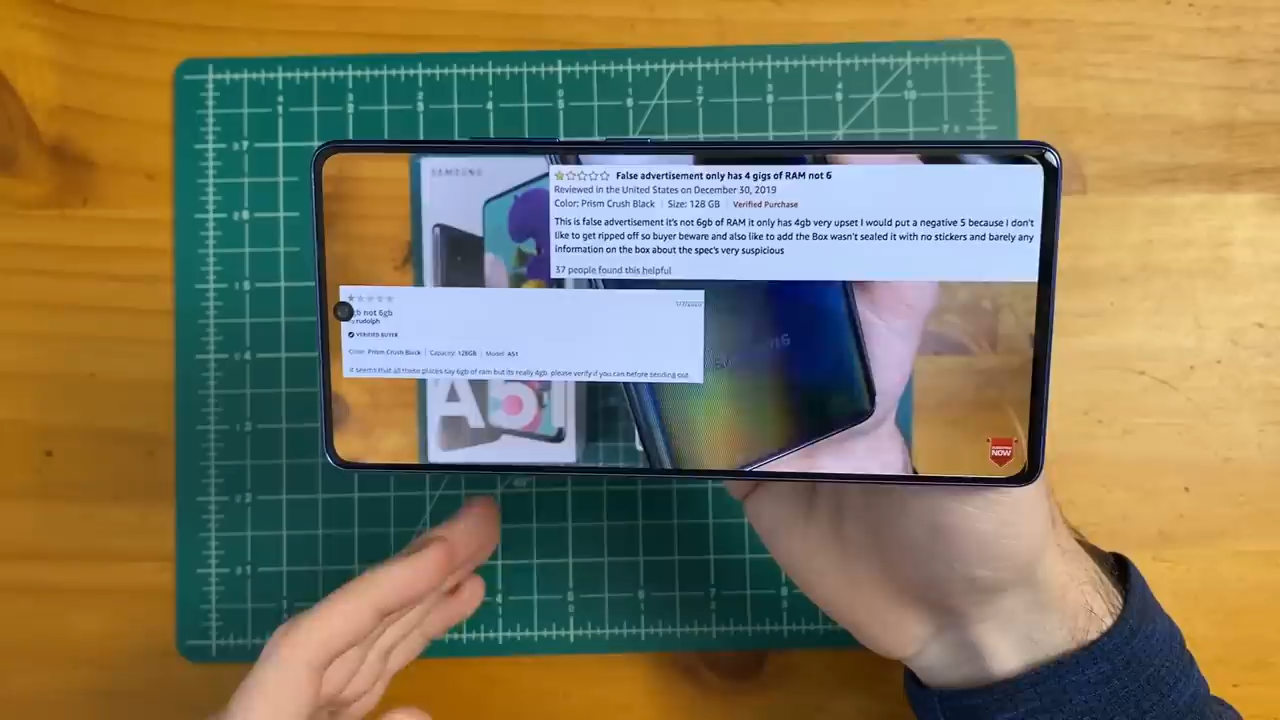 SAMSUNG
False advertisement only has 4 gigs of RAM not 6
Reviewed in the United States on December 30, 2019
Color: Prism Crush Black | Size: 128 GB | Verified Purchase
This is false advertisement it's not 6gb of RAM it only has 4gb very upset I would put a negative 5 because I don't
like to get ripped off so buyer beware and also like to add the Box wasn't sealed it with no stickers and barely any
information on the box about the spec's very suspicious
37 people found this helpful
gb not 6gb
rudolph
VERIFIED BUYER
Color: Prism Crush Black | Capacity: 128GB | Model: A51
It seems that all these places say 6gb of ram but its really 4gb. please verify if you can before sending out.
A51
NOW